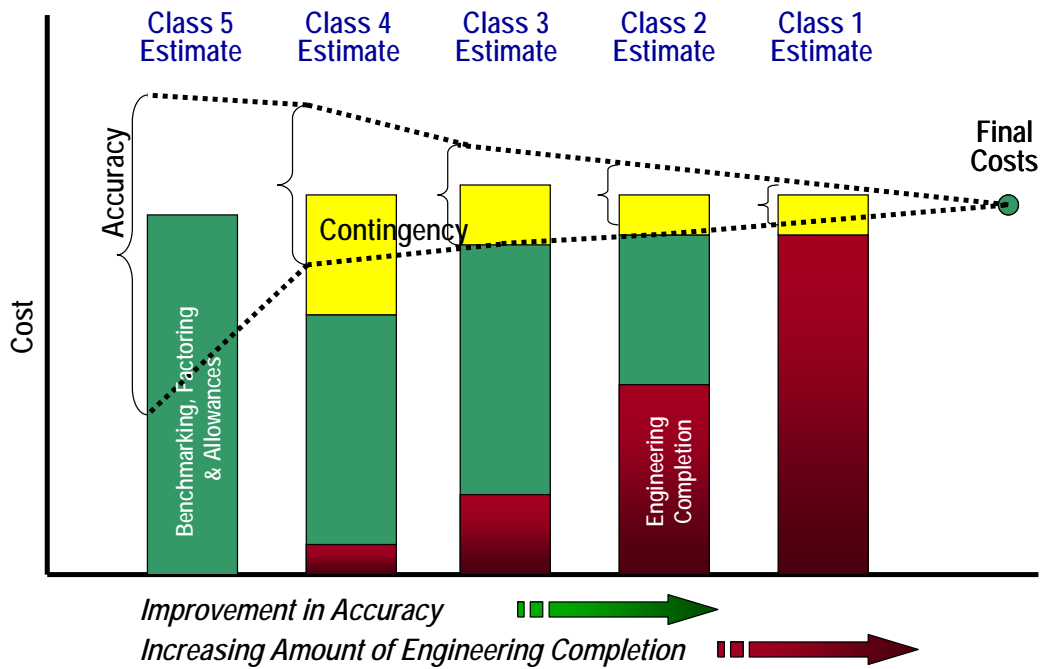 Class 5
Estimate
Class 4
Estimate
Class 3
Estimate
Class 2
Estimate
Class 1
Estimate
Accuracy
Final
Costs
Contingency
Cost
Benchmarking, Factoring
& Allowances
Engineering
Completion
Improvement in Accuracy
Increasing Amount of Engineering Completion